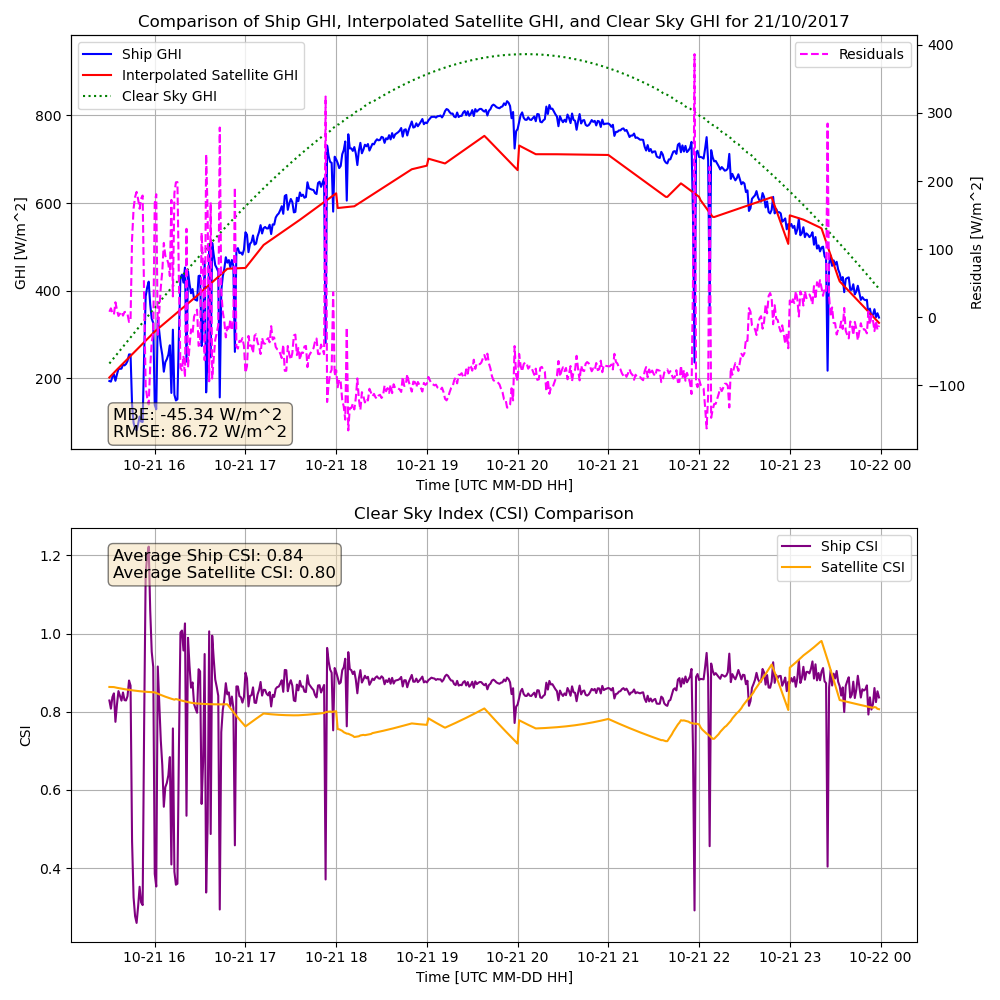 Comparison of Ship GHI, Interpolated Satellite GHI, and Clear Sky GHI for 21/10/2017
Ship GHI
Interpolated Satellite GHI
Clear Sky GHI
Residuals
800
600
400
200
GHI [W/m^2]
400
300
200
100
0
−100
Residuals [W/m^2]
MBE: -45.34 W/m^2
RMSE: 86.72 W/m^2
10-21 16 10-21 17 10-21 18 10-21 19 10-21 20 10-21 21 10-21 22 10-21 23 10-22 00
Time [UTC MM-DD HH]
Clear Sky Index (CSI) Comparison
Average Ship CSI: 0.84
Average Satellite CSI: 0.80
Ship CSI
Satellite CSI
1.2
1.0
0.8
0.6
0.4
CSI
10-21 16 10-21 17 10-21 18 10-21 19 10-21 20 10-21 21 10-21 22 10-21 23 10-22 00
Time [UTC MM-DD HH]